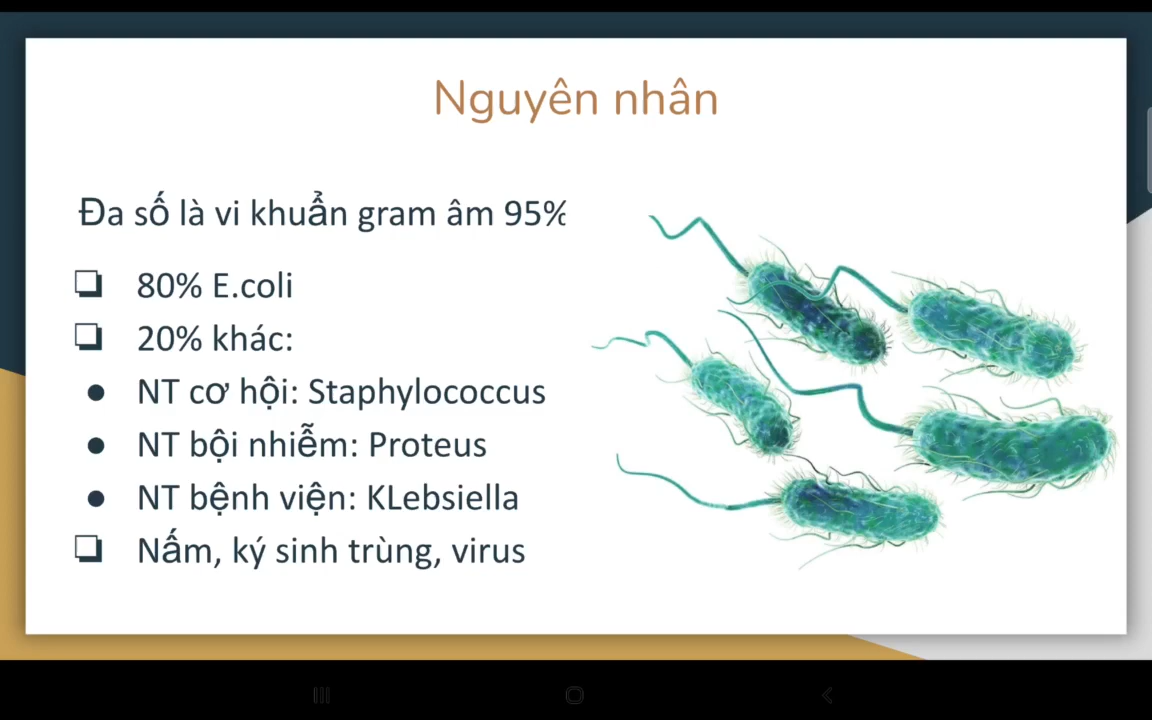 Nguyên nhân
Đa số là vi khuẩn gram âm 95%
80% E.coli
20% khác:
NT cơ hội: Staphylococcus
NT bội nhiễm: Proteus
NT bệnh viện: KLebsiella
Nấm, ký sinh trùng, virus